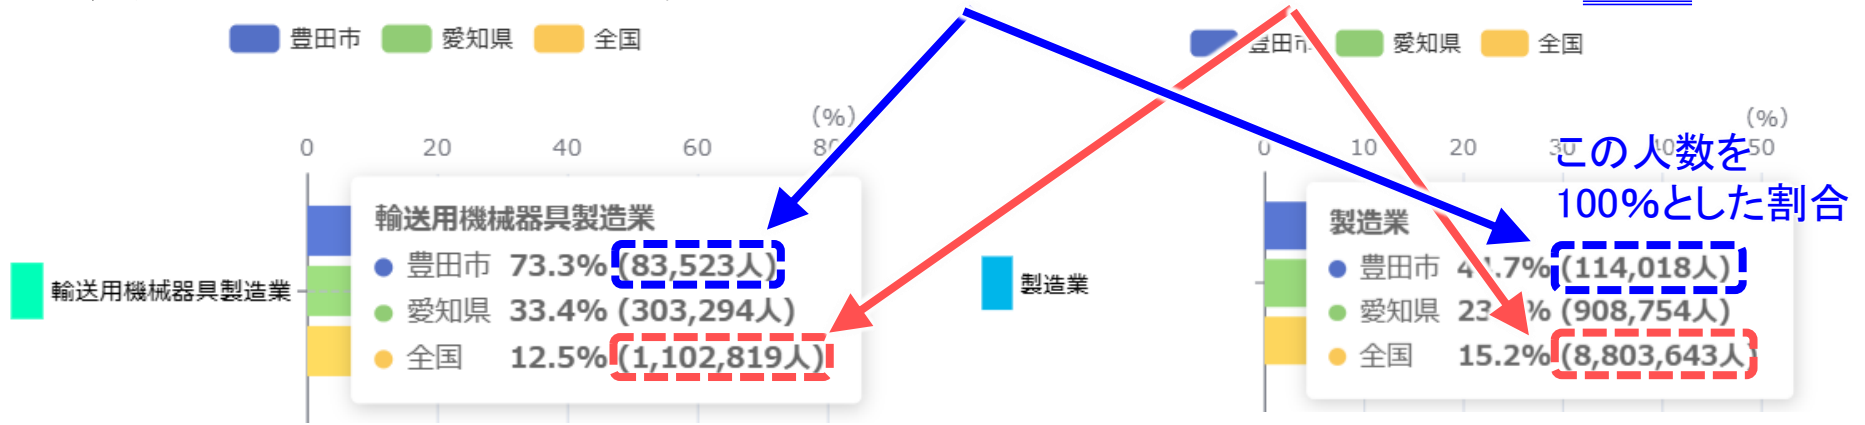 豊田市 愛知県 全国
(%)
0 20 40 60 80
輸送用機械器具製造業
輸送用機械器具製造業
豊田市 73.3% (83,523人)
愛知県 33.4% (303,294人)
全国 12.5% (1,102,819人)
豊田市 愛知県 全国
(%)
0 10 20 30 40 50
この人数を
100%とした割合
製造業
製造業
豊田市 .7% (114,018人)
愛知県 23. % (908,754人)
全国 15.2% (8,803,643人)